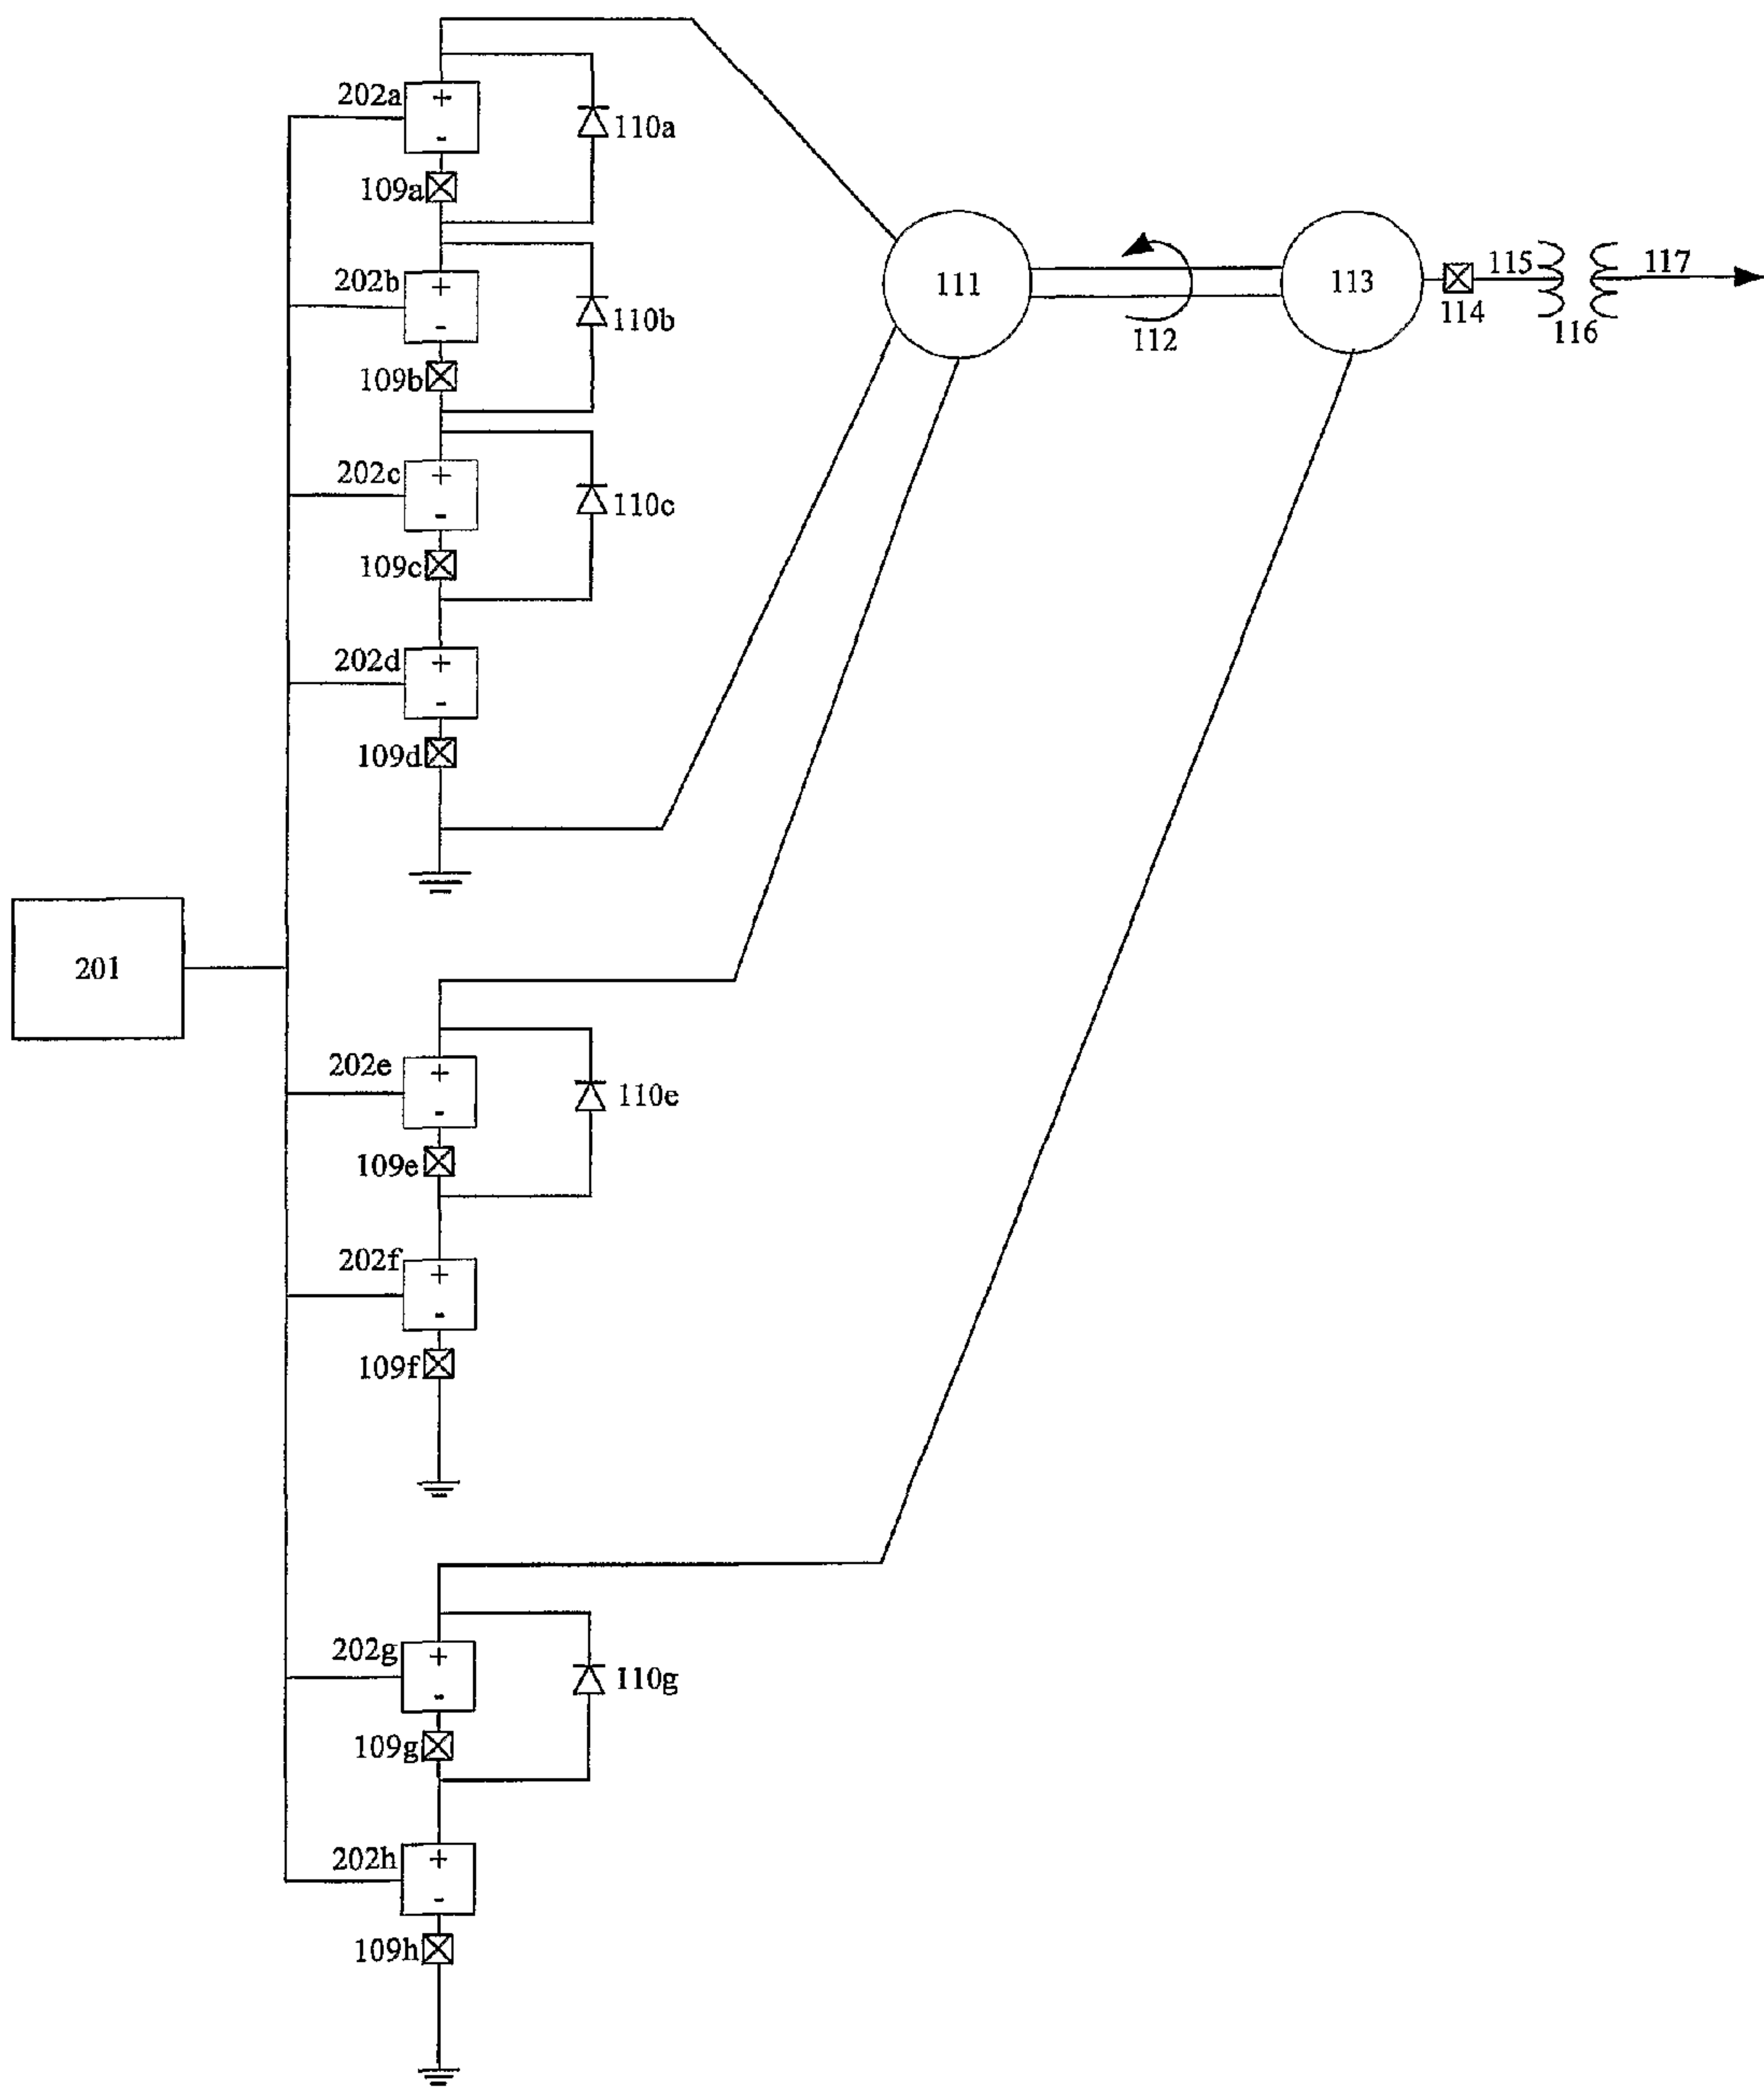 202a
+
-
110a
109a
202b
+
-
110b
109b
202c
+
-
110c
109c
202d
+
-
109d
111
112
113
114
115
116
117
201
202e
+
-
110e
109e
202f
+
-
109f
202g
+
-
110g
109g
202h
+
-
109h